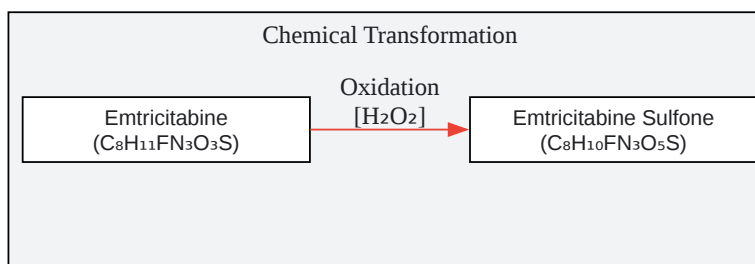 Chemical Transformation
Oxidation
[H₂O₂]
Emtricitabine
(C₈H₁₁FN₃O₃S)
Emtricitabine Sulfone
(C₈H₁₀FN₃O₅S)